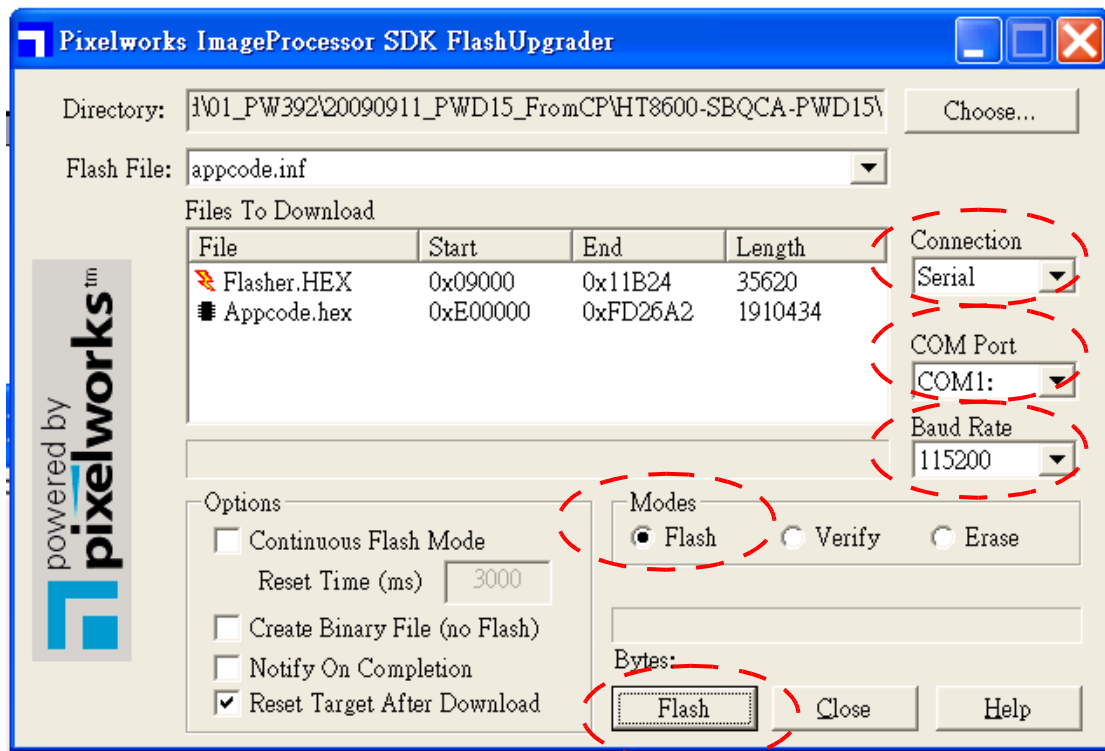 Pixelworks ImageProcessor SDK FlashUpgrader
Directory: \01_PW392\20090911_PWD15_FromCP\HT8600-SBQCA-PWD15\ Choose...
Flash File: appcode.inf
Files To Download
File Start End Length
Flasher.HEX 0x09000 0x11B24 35620
Appcode.hex 0xE00000 0xFD26A2 1910434
Connection
Serial
COM Port
COM1:
Baud Rate
115200
powered by
pixelworks tm
Options
Continuous Flash Mode
Reset Time (ms) 3000
Create Binary File (no Flash)
Notify On Completion
Reset Target After Download
Modes
Flash Verify Erase
Bytes:
Flash Close Help